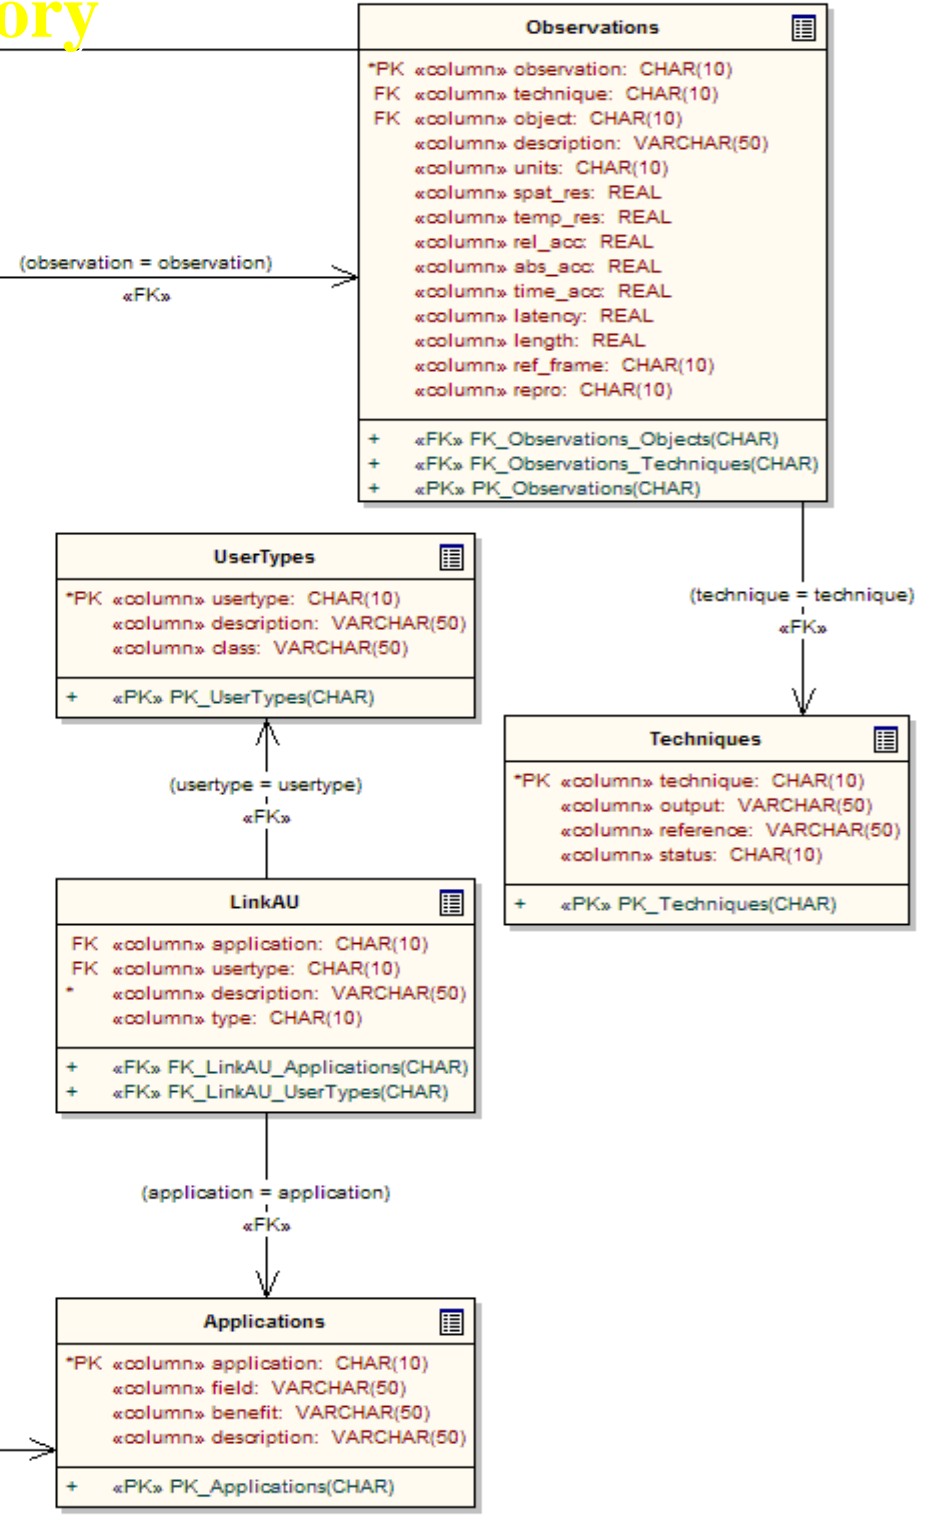 ory
Observations
*PK «column» observation: CHAR(10)
FK «column» technique: CHAR(10)
FK «column» object: CHAR(10)
«column» description: VARCHAR(50)
«column» units: CHAR(10)
«column» spat_res: REAL
«column» temp_res: REAL
«column» rel_acc: REAL
«column» abs_acc: REAL
«column» time_acc: REAL
«column» latency: REAL
«column» length: REAL
«column» ref_frame: CHAR(10)
«column» repro: CHAR(10)
+ «FK» FK_Observations_Objects(CHAR)
+ «FK» FK_Observations_Techniques(CHAR)
+ «PK» PK_Observations(CHAR)
(observation = observation)
«FK»
UserTypes
*PK «column» usertype: CHAR(10)
«column» description: VARCHAR(50)
«column» class: VARCHAR(50)
+ «PK» PK_UserTypes(CHAR)
(technique = technique)
«FK»
Techniques
*PK «column» technique: CHAR(10)
«column» output: VARCHAR(50)
«column» reference: VARCHAR(50)
«column» status: CHAR(10)
+ «PK» PK_Techniques(CHAR)
(usertype = usertype)
«FK»
LinkAU
FK «column» application: CHAR(10)
FK «column» usertype: CHAR(10)
* «column» description: VARCHAR(50)
«column» type: CHAR(10)
+ «FK» FK_LinkAU_Applications(CHAR)
+ «FK» FK_LinkAU_UserTypes(CHAR)
(application = application)
«FK»
Applications
*PK «column» application: CHAR(10)
«column» field: VARCHAR(50)
«column» benefit: VARCHAR(50)
«column» description: VARCHAR(50)
+ «PK» PK_Applications(CHAR)